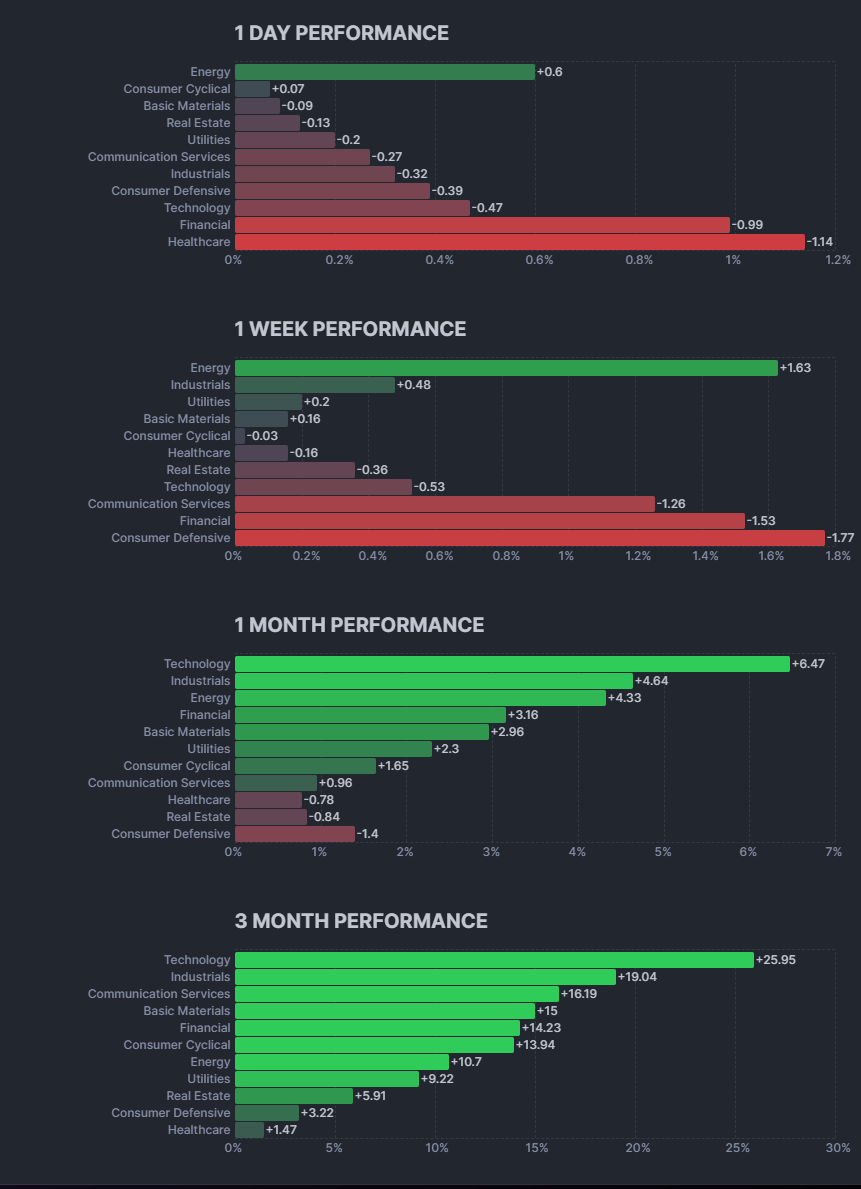 1 DAY PERFORMANCE
Energy +0.6
Consumer Cyclical +0.07
Basic Materials -0.09
Real Estate -0.13
Utilities -0.2
Communication Services -0.27
Industrials -0.32
Consumer Defensive -0.39
Technology -0.47
Financial -0.99
Healthcare -1.14
0% 0.2% 0.4% 0.6% 0.8% 1% 1.2%
1 WEEK PERFORMANCE
Energy +1.63
Industrials +0.48
Utilities +0.2
Basic Materials +0.16
Consumer Cyclical -0.03
Healthcare -0.16
Real Estate -0.36
Technology -0.53
Communication Services -1.26
Financial -1.53
Consumer Defensive -1.77
0% 0.2% 0.4% 0.6% 0.8% 1% 1.2% 1.4% 1.6% 1.8%
1 MONTH PERFORMANCE
Technology +6.47
Industrials +4.64
Energy +4.33
Financial +3.16
Basic Materials +2.96
Utilities +2.3
Consumer Cyclical +1.65
Communication Services +0.96
Healthcare -0.78
Real Estate -0.84
Consumer Defensive -1.4
0% 1% 2% 3% 4% 5% 6% 7%
3 MONTH PERFORMANCE
Technology +25.95
Industrials +19.04
Communication Services +16.19
Basic Materials +15
Financial +14.23
Consumer Cyclical +13.94
Energy +10.7
Utilities +9.22
Real Estate +5.91
Consumer Defensive +3.22
Healthcare +1.47
0% 5% 10% 15% 20% 25% 30%